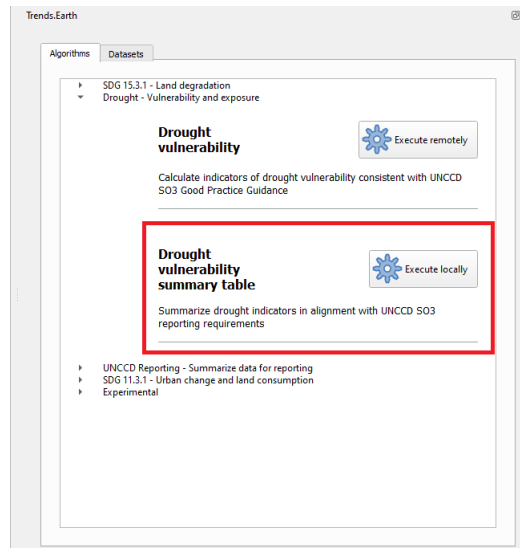 Trends.Earth
Algorithms Datasets
SDG 15.3.1 - Land degradation
Drought - Vulnerability and exposure
Drought
vulnerability
Execute remotely
Calculate indicators of drought vulnerability consistent with UNCCD
SO3 Good Practice Guidance
Drought
vulnerability
summary table
Execute locally
Summarize drought indicators in alignment with UNCCD SO3
reporting requirements
UNCCD Reporting - Summarize data for reporting
SDG 11.3.1 - Urban change and land consumption
Experimental